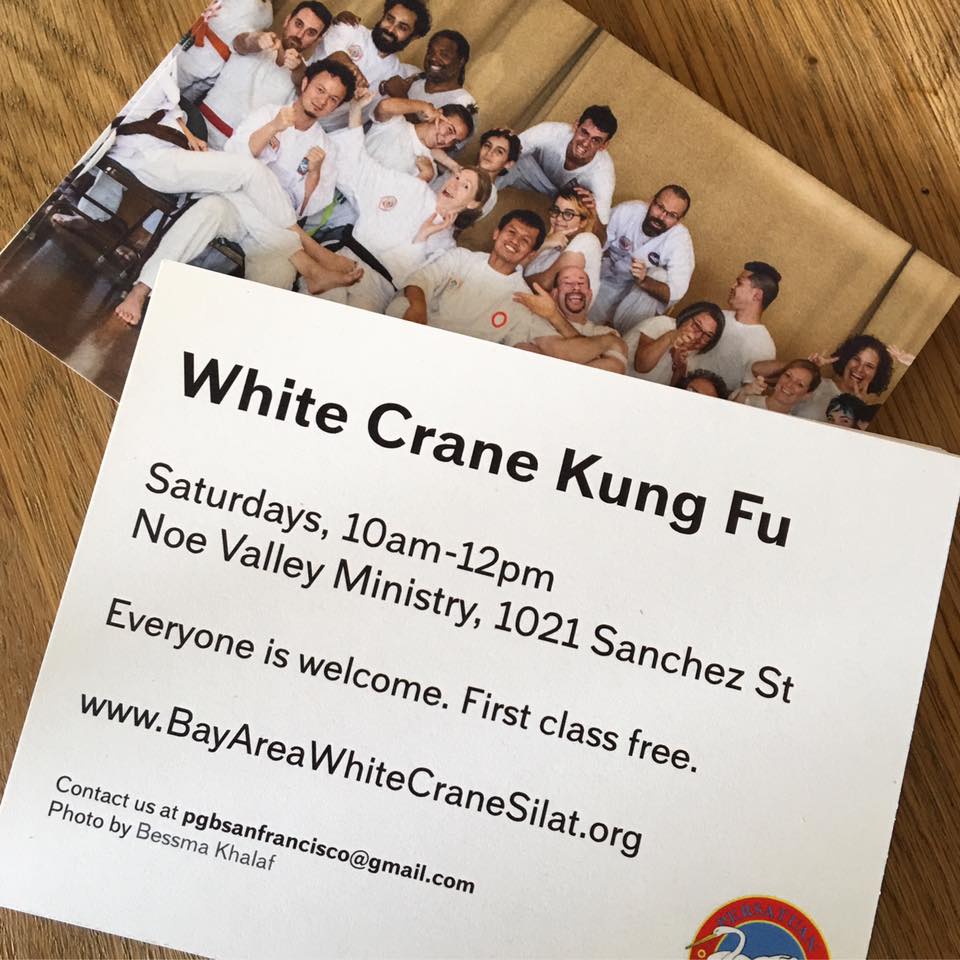 White Crane Kung Fu
Saturdays, 10am-12pm
Noe Valley Ministry, 1021 Sanchez St
Everyone is welcome. First class free.
www.BayAreaWhiteCraneSilat.org
Contact us at pgbsanfrancisco@gmail.com
Photo by Bessma Khalaf
PERSATUAN